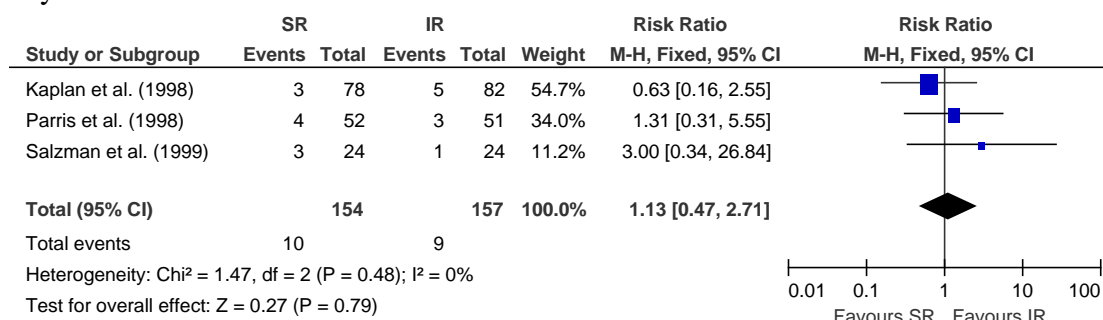 SR IR Risk Ratio Risk Ratio
Study or Subgroup Events Total Events Total Weight M-H, Fixed, 95% CI M-H, Fixed, 95% CI
Kaplan et al. (1998) 3 78 5 82 54.7% 0.63 [0.16, 2.55]
Parris et al. (1998) 4 52 3 51 34.0% 1.31 [0.31, 5.55]
Salzman et al. (1999) 3 24 1 24 11.2% 3.00 [0.34, 26.84]
Total (95% CI) 154 157 100.0% 1.13 [0.47, 2.71]
Total events 10 9
Heterogeneity: Chi² = 1.47, df = 2 (P = 0.48); I² = 0%
Test for overall effect: Z = 0.27 (P = 0.79)
0.01 0.1 1 10 100
Favours SR Favours IR